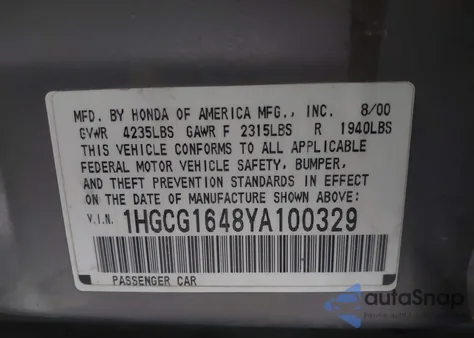 MFD. BY HONDA OF AMERICA MFG., INC. 8/00
GVWR 4235LBS GAWR F 2315LBS R 1940LBS
THIS VEHICLE CONFORMS TO ALL APPLICABLE
FEDERAL MOTOR VEHICLE SAFETY, BUMPER,
AND THEFT PREVENTION STANDARDS IN EFFECT
ON THE DATE OF MANUFACTURE SHOWN ABOVE:
V.I.N. 1HGCG1648YA100329
PASSENGER CAR
autoSnap